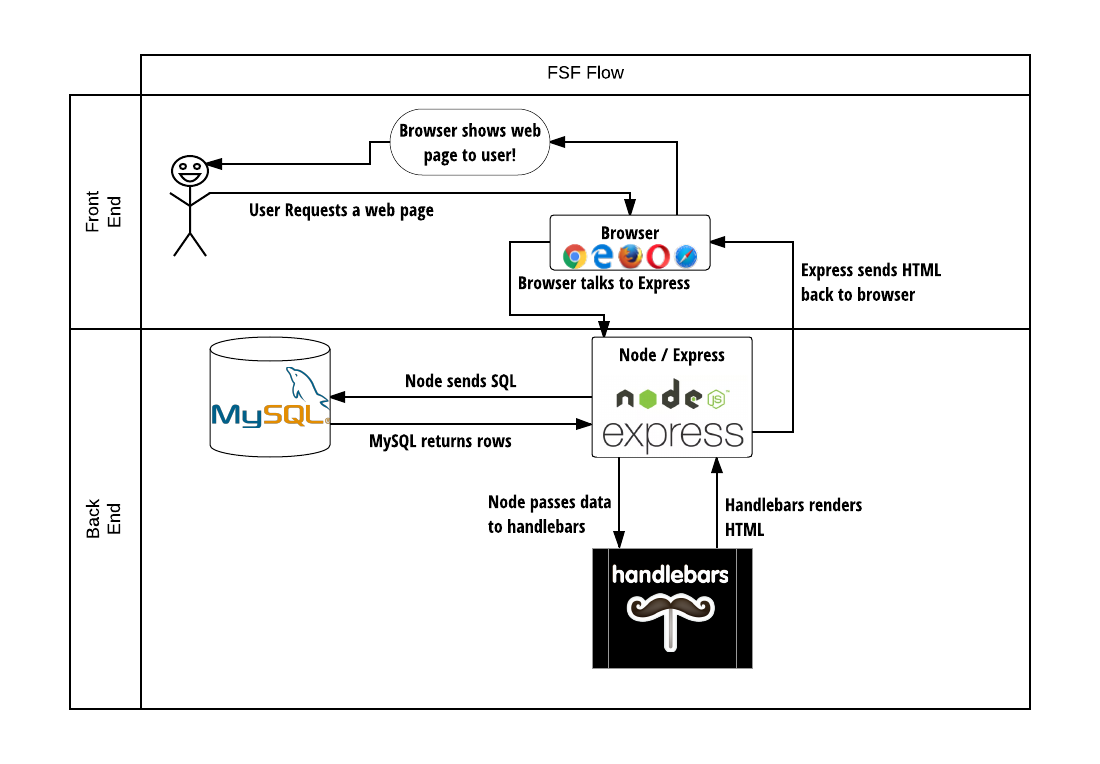 FSF Flow
Front
End
Browser shows web
page to user!
User Requests a web page
Browser
Browser talks to Express
Express sends HTML
back to browser
Back
End
MySQL®
Node sends SQL
MySQL returns rows
Node / Express
node
JS™
express
Node passes data
to handlebars
Handlebars renders
HTML
handlebars